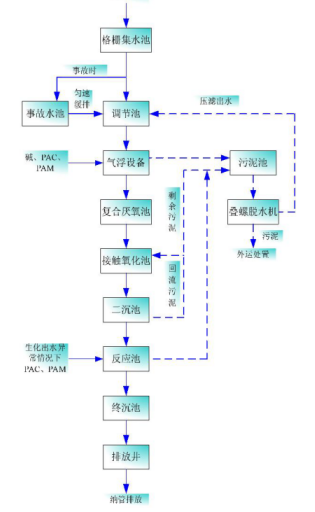 格栅集水池
事故时
匀速
缓排
事故水池
调节池
压滤出水
碱、PAC、
PAM
气浮设备
污泥池
剩
余
污
泥
复合厌氧池
叠螺脱水机
污泥
外运处置
接触氧化池
回
流
污
泥
二沉池
生化出水异
常情况下
PAC、PAM
反应池
终沉池
排放井
纳管排放